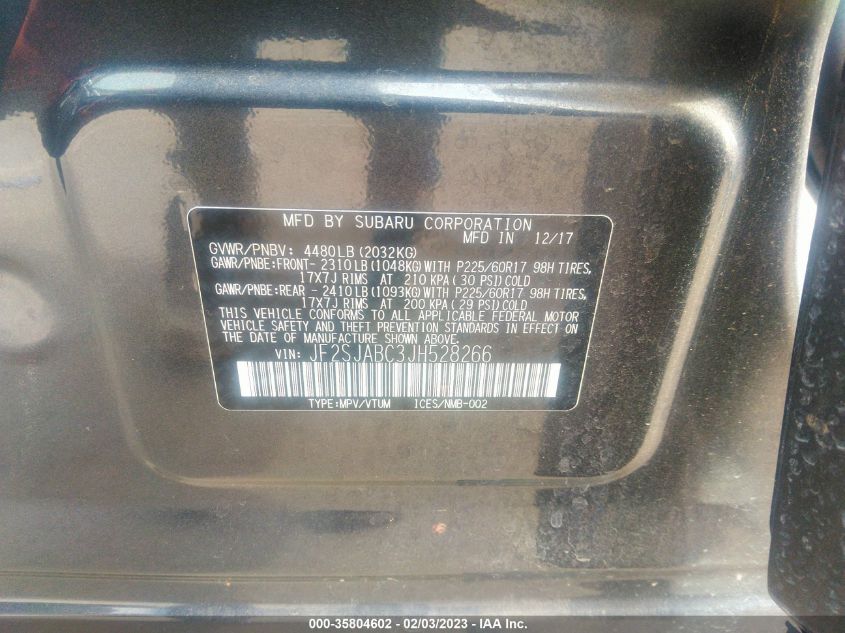 MFD BY SUBARU CORPORATION
MFD IN 12/17
GVWR/PNBV: 4480LB(2032KG)
GAWR/PNBE:FRONT- 2310LB(1048KG)WITH P225/60R17 98H TIRES,
17X7J RIMS AT 210 KPA(30 PSI)COLD
GAWR/PNBE:REAR - 2410LB(1093KG)WITH P225/60R17 98H TIRES,
17X7J RIMS AT 200 KPA(29 PSI)COLD
THIS VEHICLE CONFORMS TO ALL APPLICABLE FEDERAL MOTOR
VEHICLE SAFETY AND THEFT PREVENTION STANDARDS IN EFFECT ON
THE DATE OF MANUFACTURE SHOWN ABOVE.
VIN: JF2SJABC3JH528266
TYPE:MPV/VTUM ICES/NMB-002
000-35804602 - 02/03/2023 - © IAA Inc.